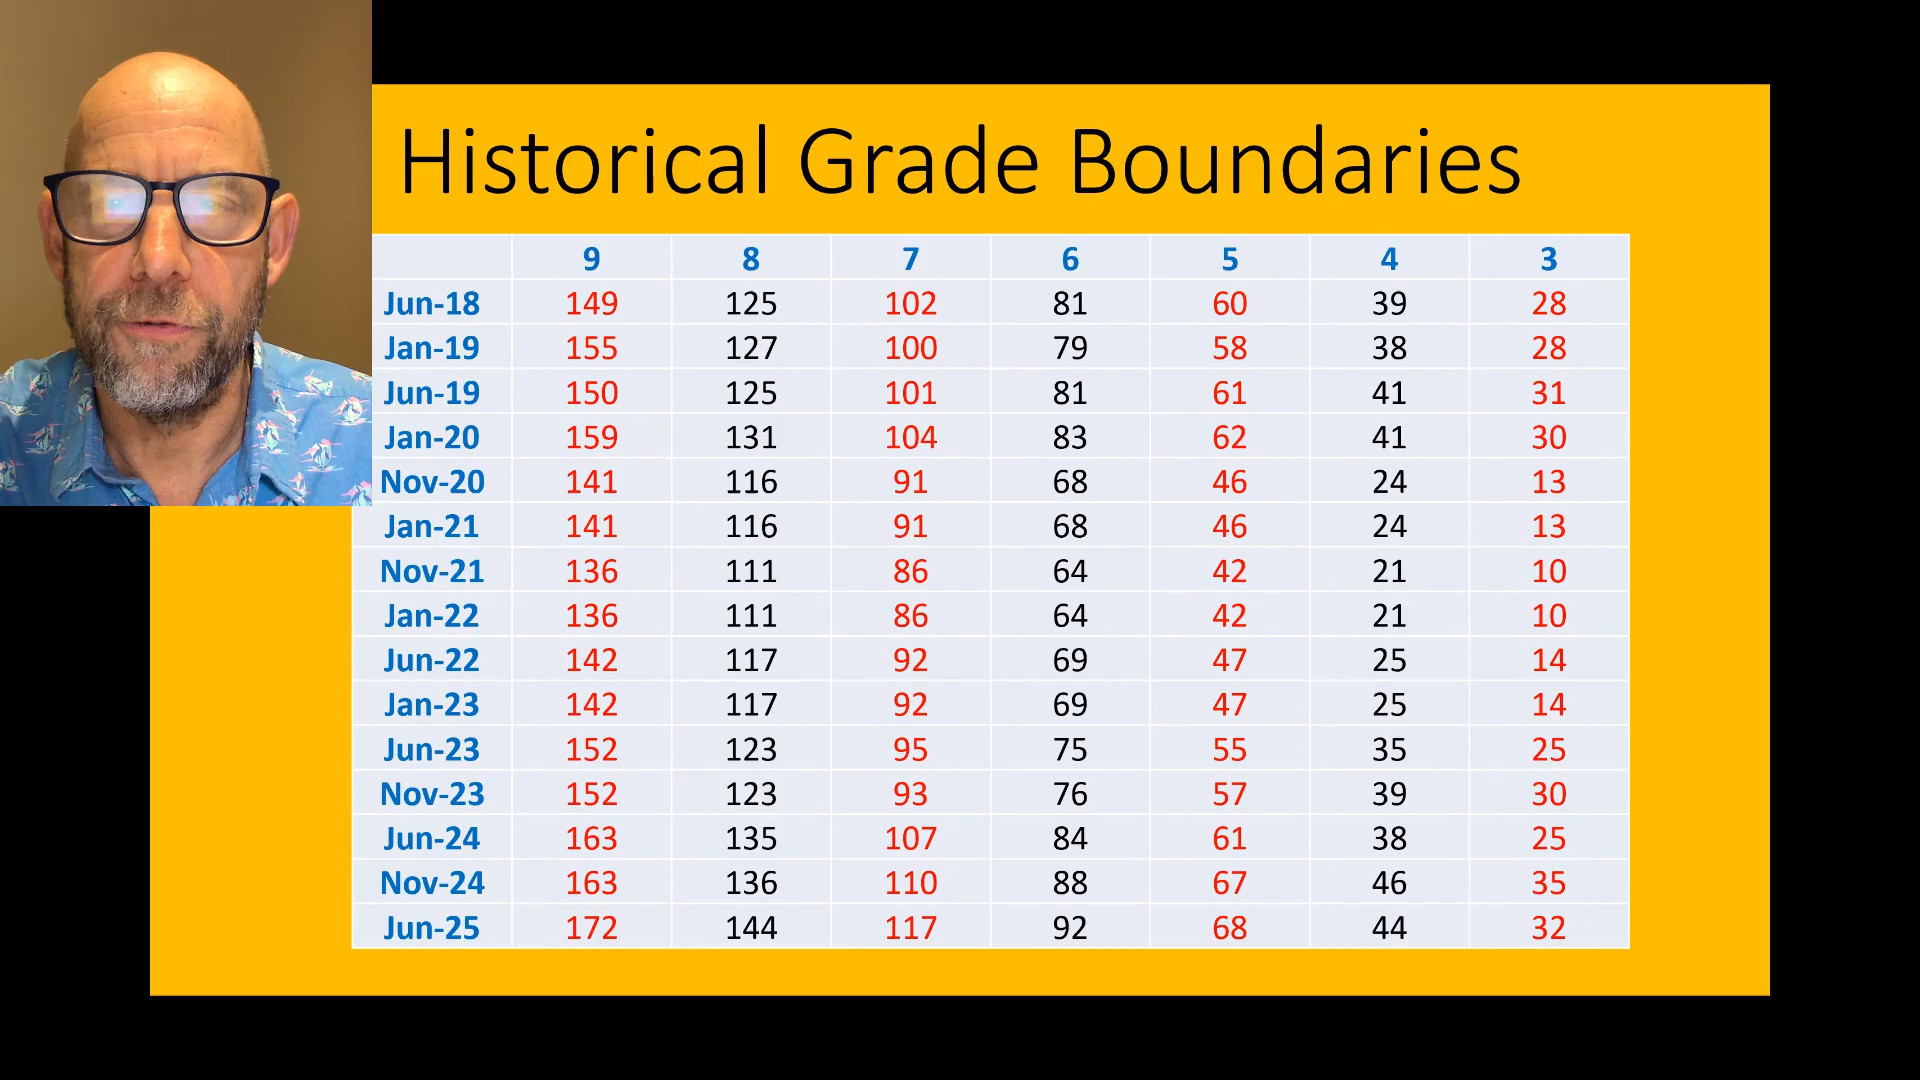 Historical Grade Boundaries
9 8 7 6 5 4 3
Jun-18 149 125 102 81 60 39 28
Jan-19 155 127 100 79 58 38 28
Jun-19 150 125 101 81 61 41 31
Jan-20 159 131 104 83 62 41 30
Nov-20 141 116 91 68 46 24 13
Jan-21 141 116 91 68 46 24 13
Nov-21 136 111 86 64 42 21 10
Jan-22 136 111 86 64 42 21 10
Jun-22 142 117 92 69 47 25 14
Jan-23 142 117 92 69 47 25 14
Jun-23 152 123 95 75 55 35 25
Nov-23 152 123 93 76 57 39 30
Jun-24 163 135 107 84 61 38 25
Nov-24 163 136 110 88 67 46 35
Jun-25 172 144 117 92 68 44 32